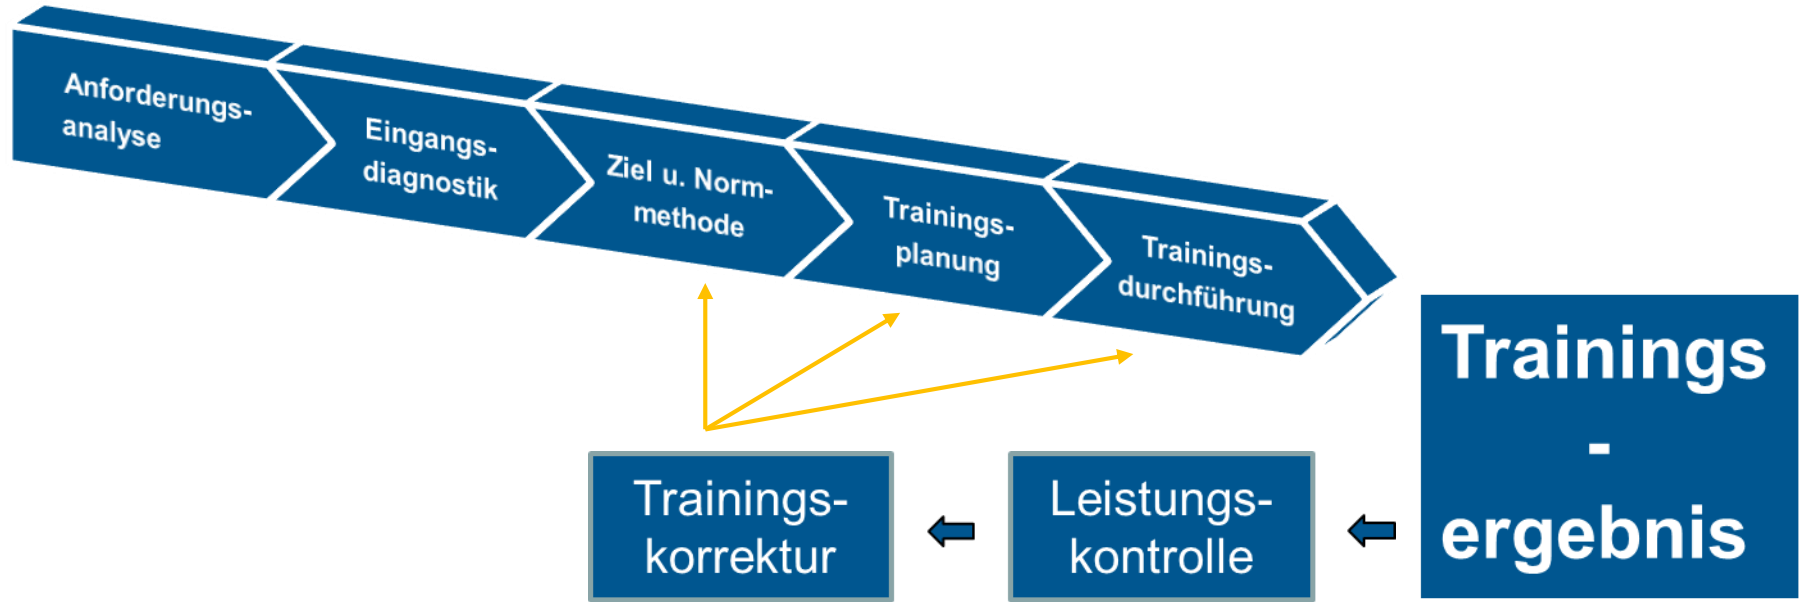 Anforderungs-
analyse
Eingangs-
diagnostik
Ziel u. Norm-
methode
Trainings-
planung
Trainings-
durchführung
Trainings
-
ergebnis
Leistungs-
kontrolle
Trainings-
korrektur